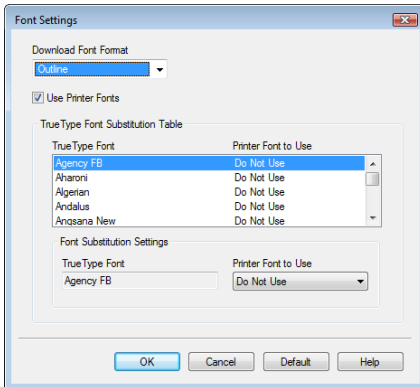 Font Settings
Download Font Format
Outline
Use Printer Fonts
TrueType Font Substitution Table
TrueType Font Printer Font to Use
Agency FB Do Not Use
Aharoni Do Not Use
Algerian Do Not Use
Andalus Do Not Use
Angsana New Do Not Use
Font Substitution Settings
TrueType Font Printer Font to Use
Agency FB Do Not Use
OK Cancel Default Help